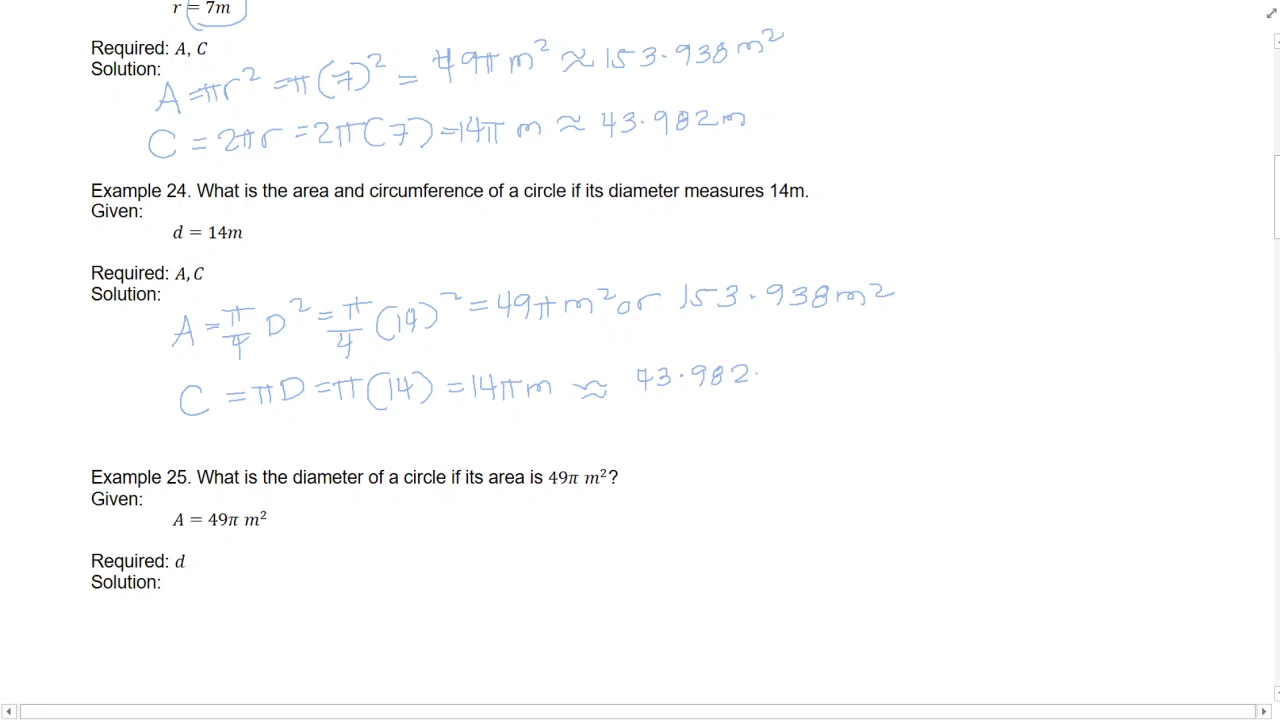 r = 7m
Required: A, C
Solution:
A = πr² = π(7)² = 49π m² ≈ 153.938 m²
C = 2πr = 2π(7) = 14π m ≈ 43.982 m
Example 24. What is the area and circumference of a circle if its diameter measures 14m.
Given:
d = 14m
Required: A, C
Solution:
A = π/4 D² = π/4 (14)² = 49π m² or 153.938 m²
C = πD = π(14) = 14π m ≈ 43.982
Example 25. What is the diameter of a circle if its area is 49π m²?
Given:
A = 49π m²
Required: d
Solution: